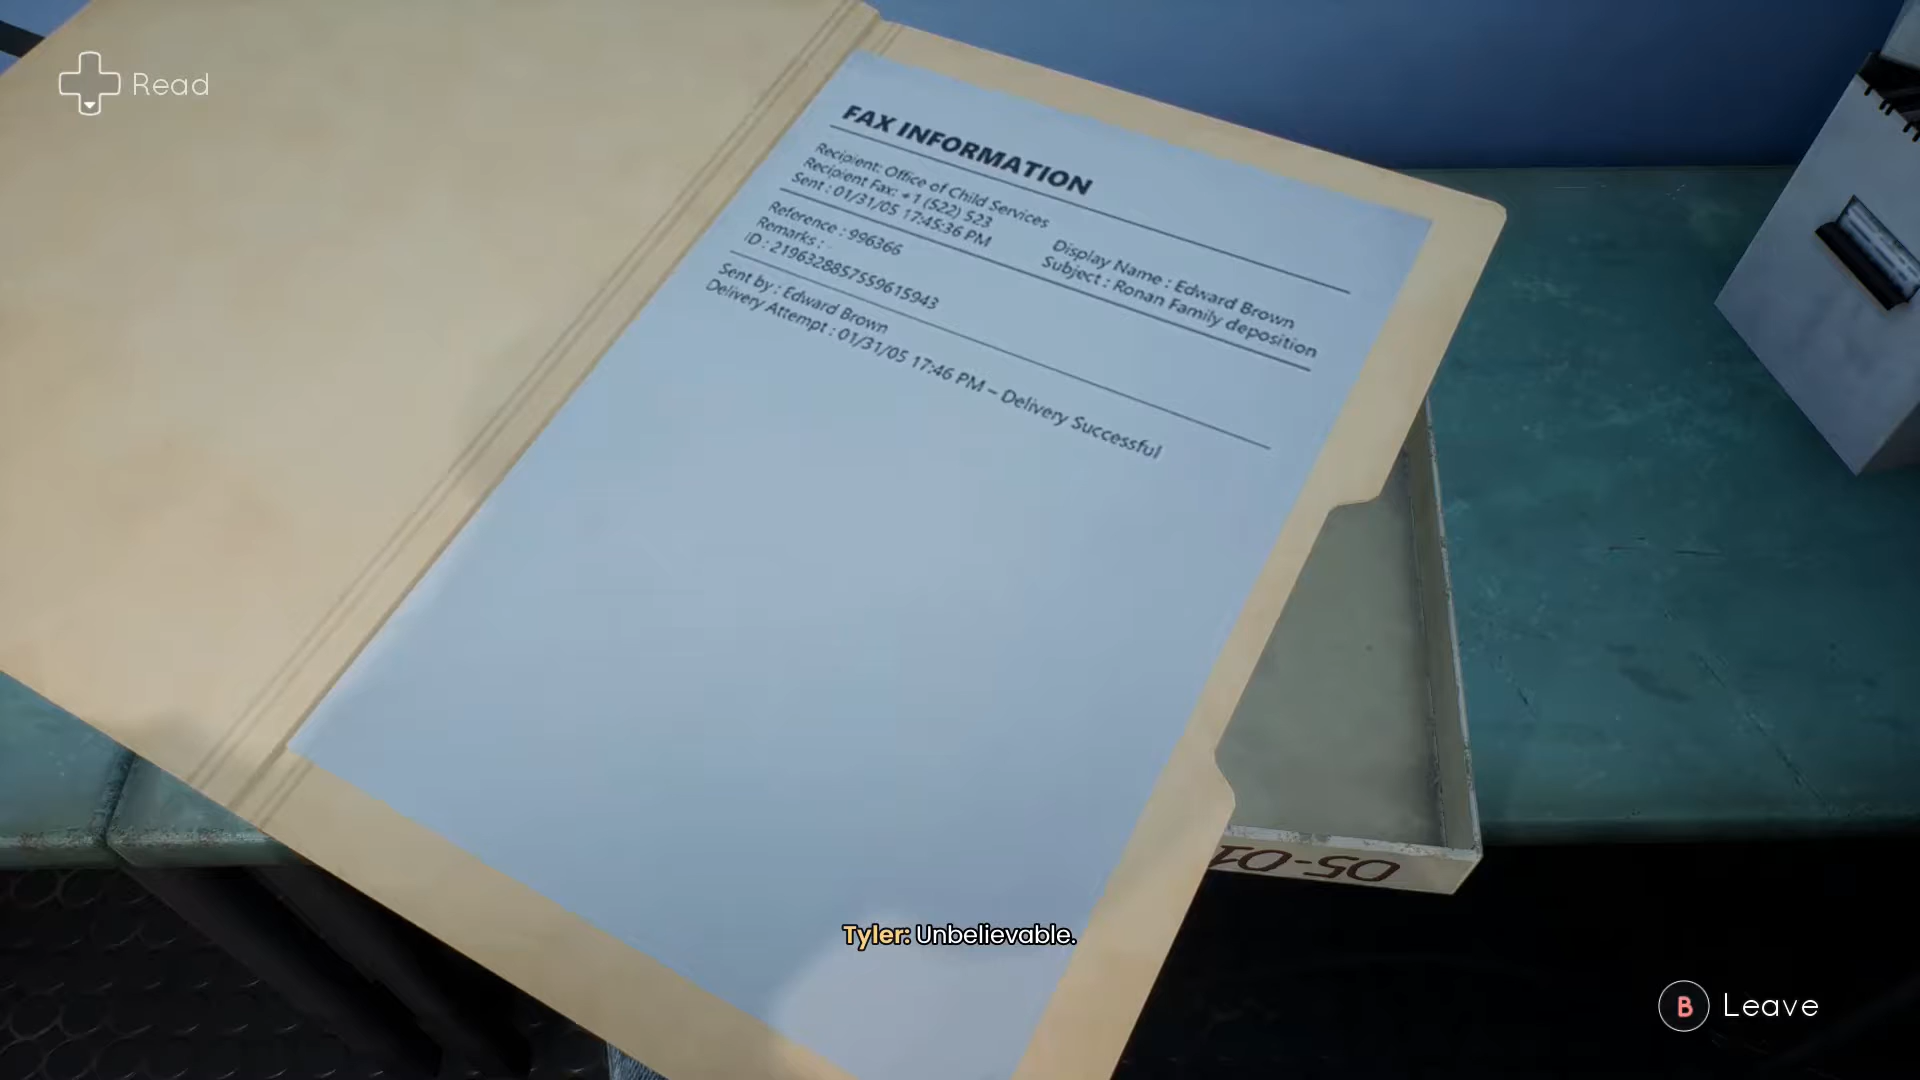 Read
FAX INFORMATION
Recipient: Office of Child Services
Recipient Fax: +1 (522) 523
Sent : 01/31/05 17:45:36 PM
Display Name : Edward Brown
Subject : Ronan Family deposition
Reference : 996366
Remarks : -
ID : 2196328857559615943
Sent by : Edward Brown
Delivery Attempt : 01/31/05 17:46 PM – Delivery Successful
05-01
Tyler: Unbelievable.
B Leave